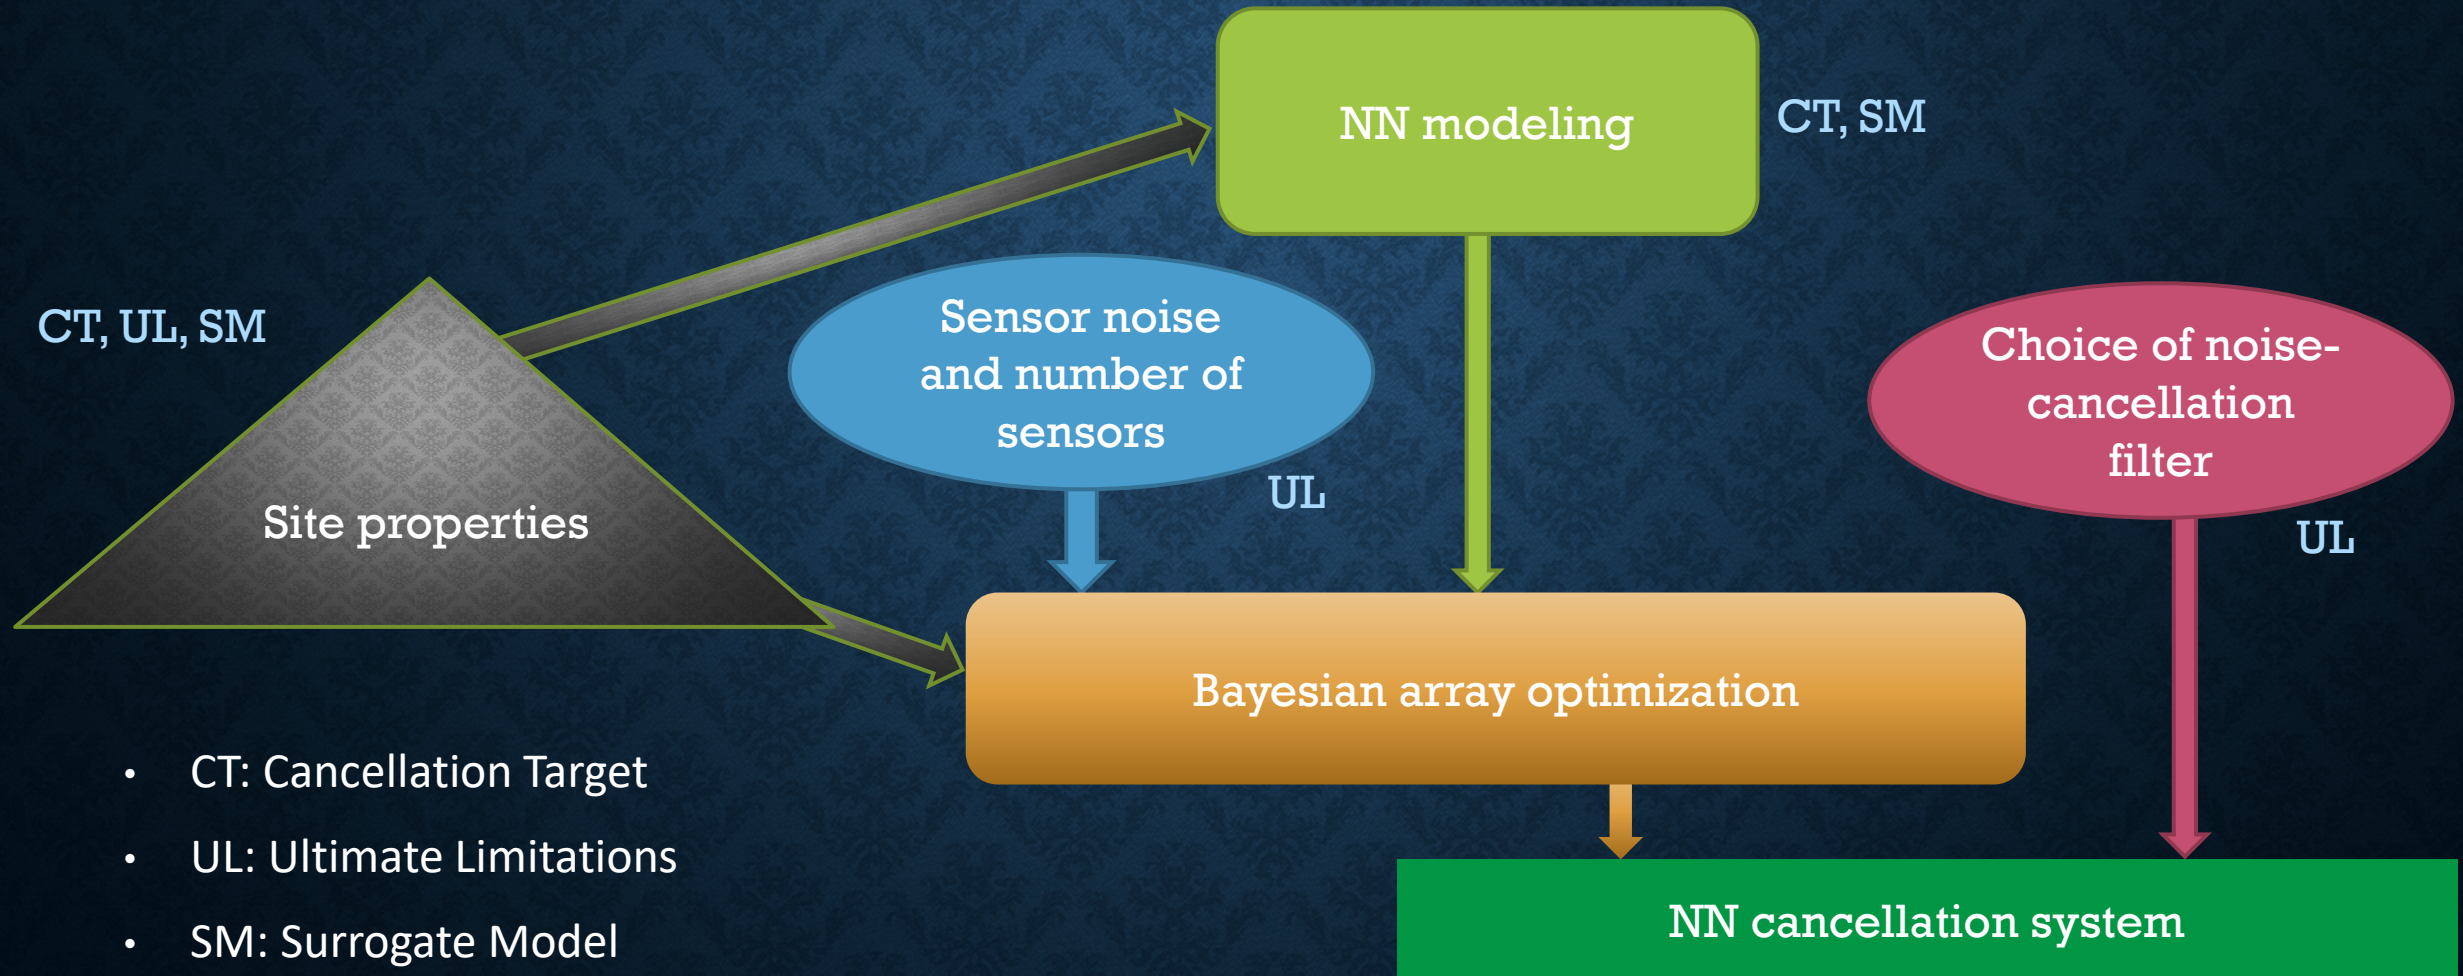 NN modeling
CT, SM
CT, UL, SM
Site properties
Sensor noise
and number of
sensors
UL
Choice of noise-
cancellation
filter
UL
Bayesian array optimization
• CT: Cancellation Target
• UL: Ultimate Limitations
• SM: Surrogate Model
NN cancellation system